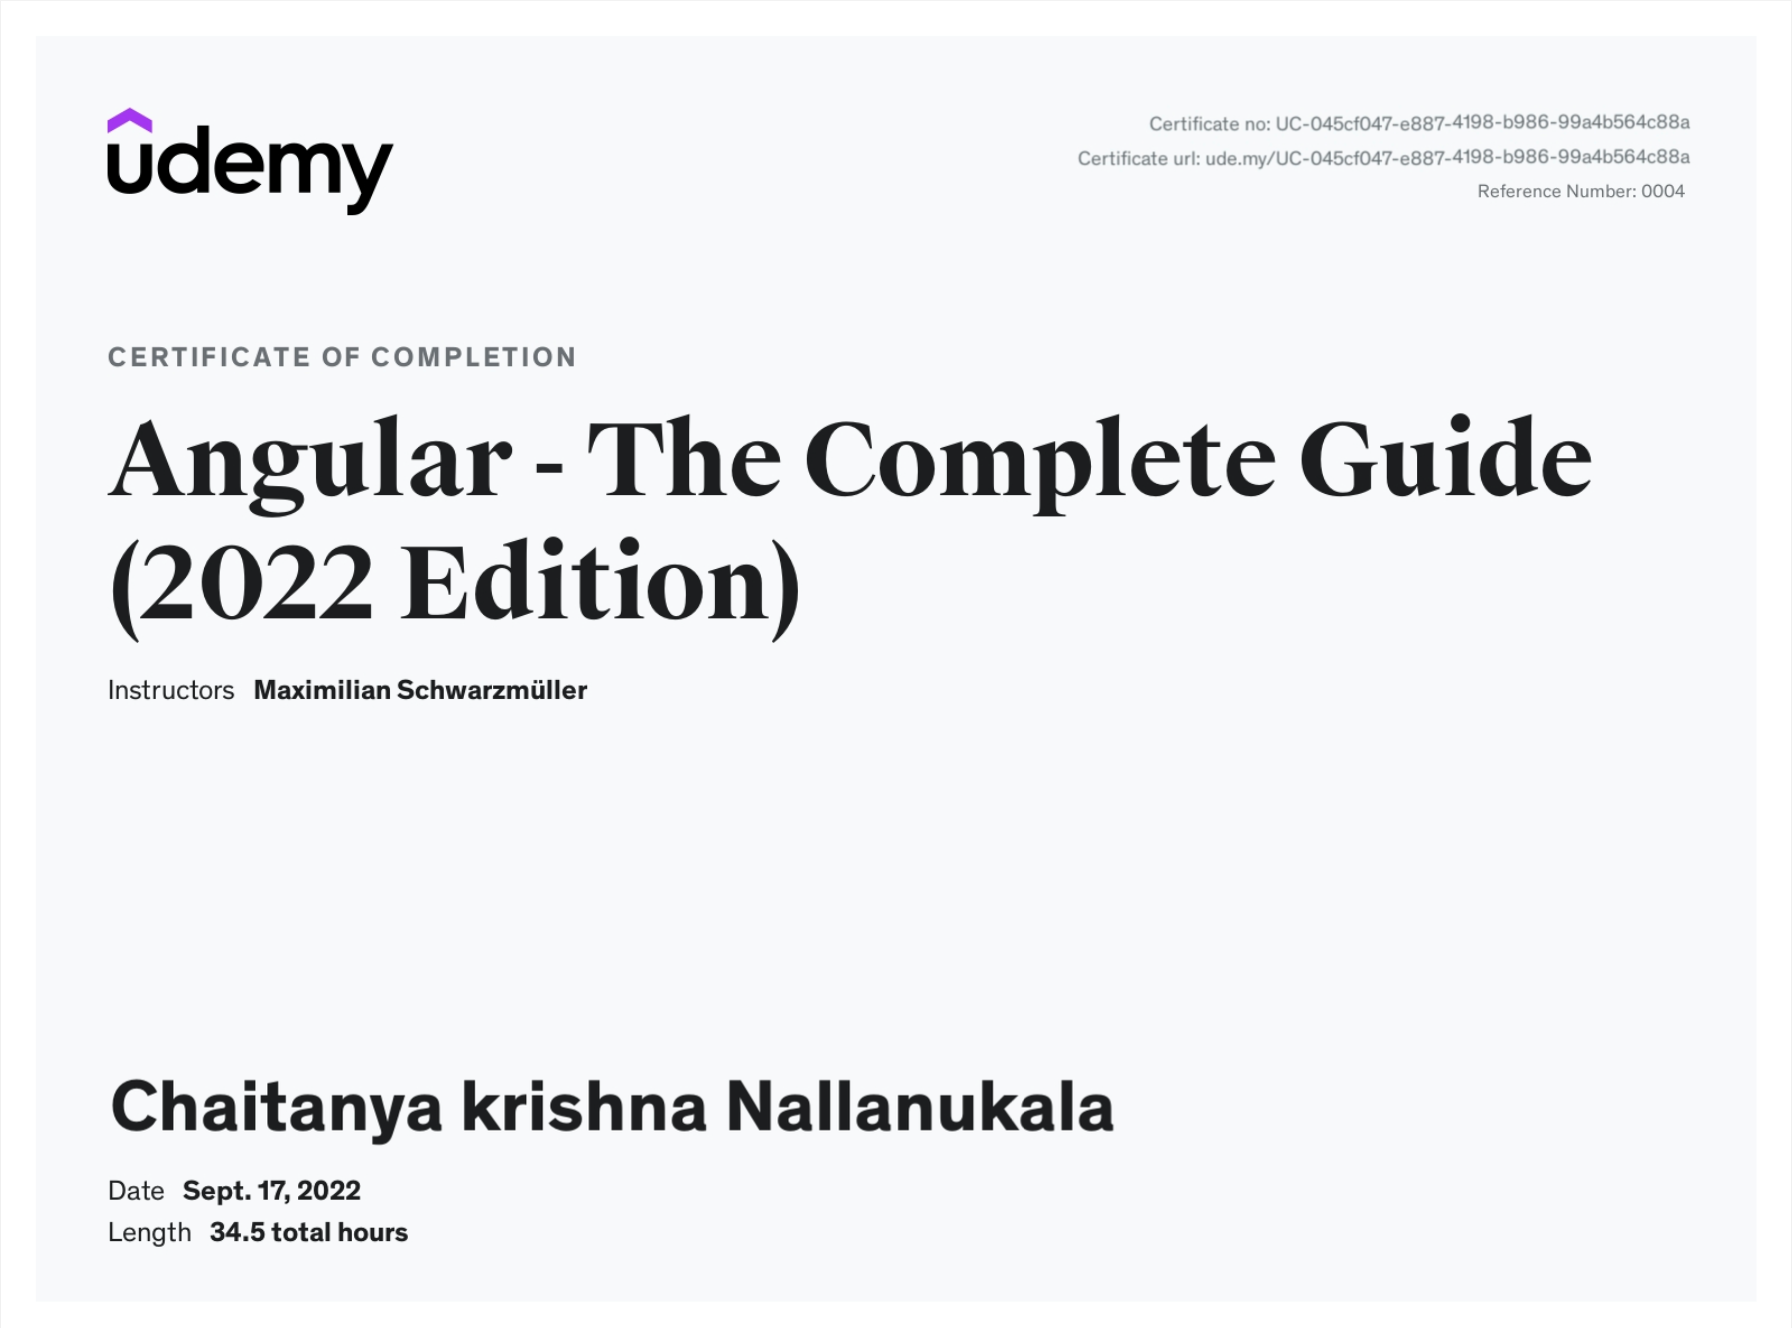 udemy
Certificate no: UC-045cf047-e887-4198-b986-99a4b564c88a
Certificate url: ude.my/UC-045cf047-e887-4198-b986-99a4b564c88a
Reference Number: 0004
CERTIFICATE OF COMPLETION
Angular - The Complete Guide
(2022 Edition)
Instructors Maximilian Schwarzmüller
Chaitanya krishna Nallanukala
Date Sept. 17, 2022
Length 34.5 total hours